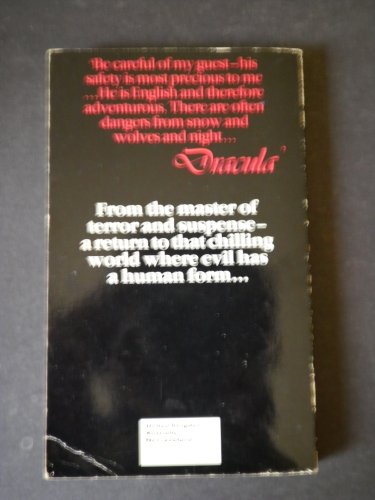 'Be careful of my guest–his
safety is most precious to me
...He is English and therefore
adventurous. There are often
dangers from snow and
wolves and night...
Dracula'
From the master of
terror and suspense–
a return to that chilling
world where evil has
a human form...